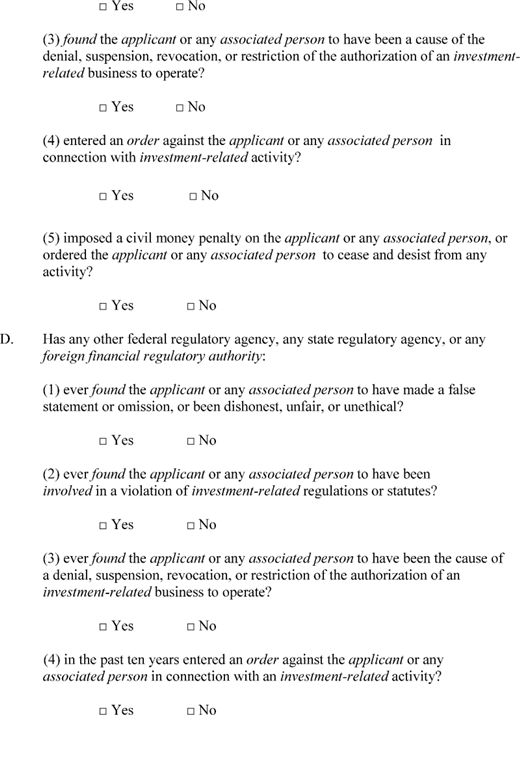 □ Yes □ No
(3) found the applicant or any associated person to have been a cause of the
denial, suspension, revocation, or restriction of the authorization of an investment-
related business to operate?
□ Yes □ No
(4) entered an order against the applicant or any associated person in
connection with investment-related activity?
□ Yes □ No
(5) imposed a civil money penalty on the applicant or any associated person, or
ordered the applicant or any associated person to cease and desist from any
activity?
□ Yes □ No
D. Has any other federal regulatory agency, any state regulatory agency, or any
foreign financial regulatory authority:
(1) ever found the applicant or any associated person to have made a false
statement or omission, or been dishonest, unfair, or unethical?
□ Yes □ No
(2) ever found the applicant or any associated person to have been
involved in a violation of investment-related regulations or statutes?
□ Yes □ No
(3) ever found the applicant or any associated person to have been the cause of
a denial, suspension, revocation, or restriction of the authorization of an
investment-related business to operate?
□ Yes □ No
(4) in the past ten years entered an order against the applicant or any
associated person in connection with an investment-related activity?
□ Yes □ No